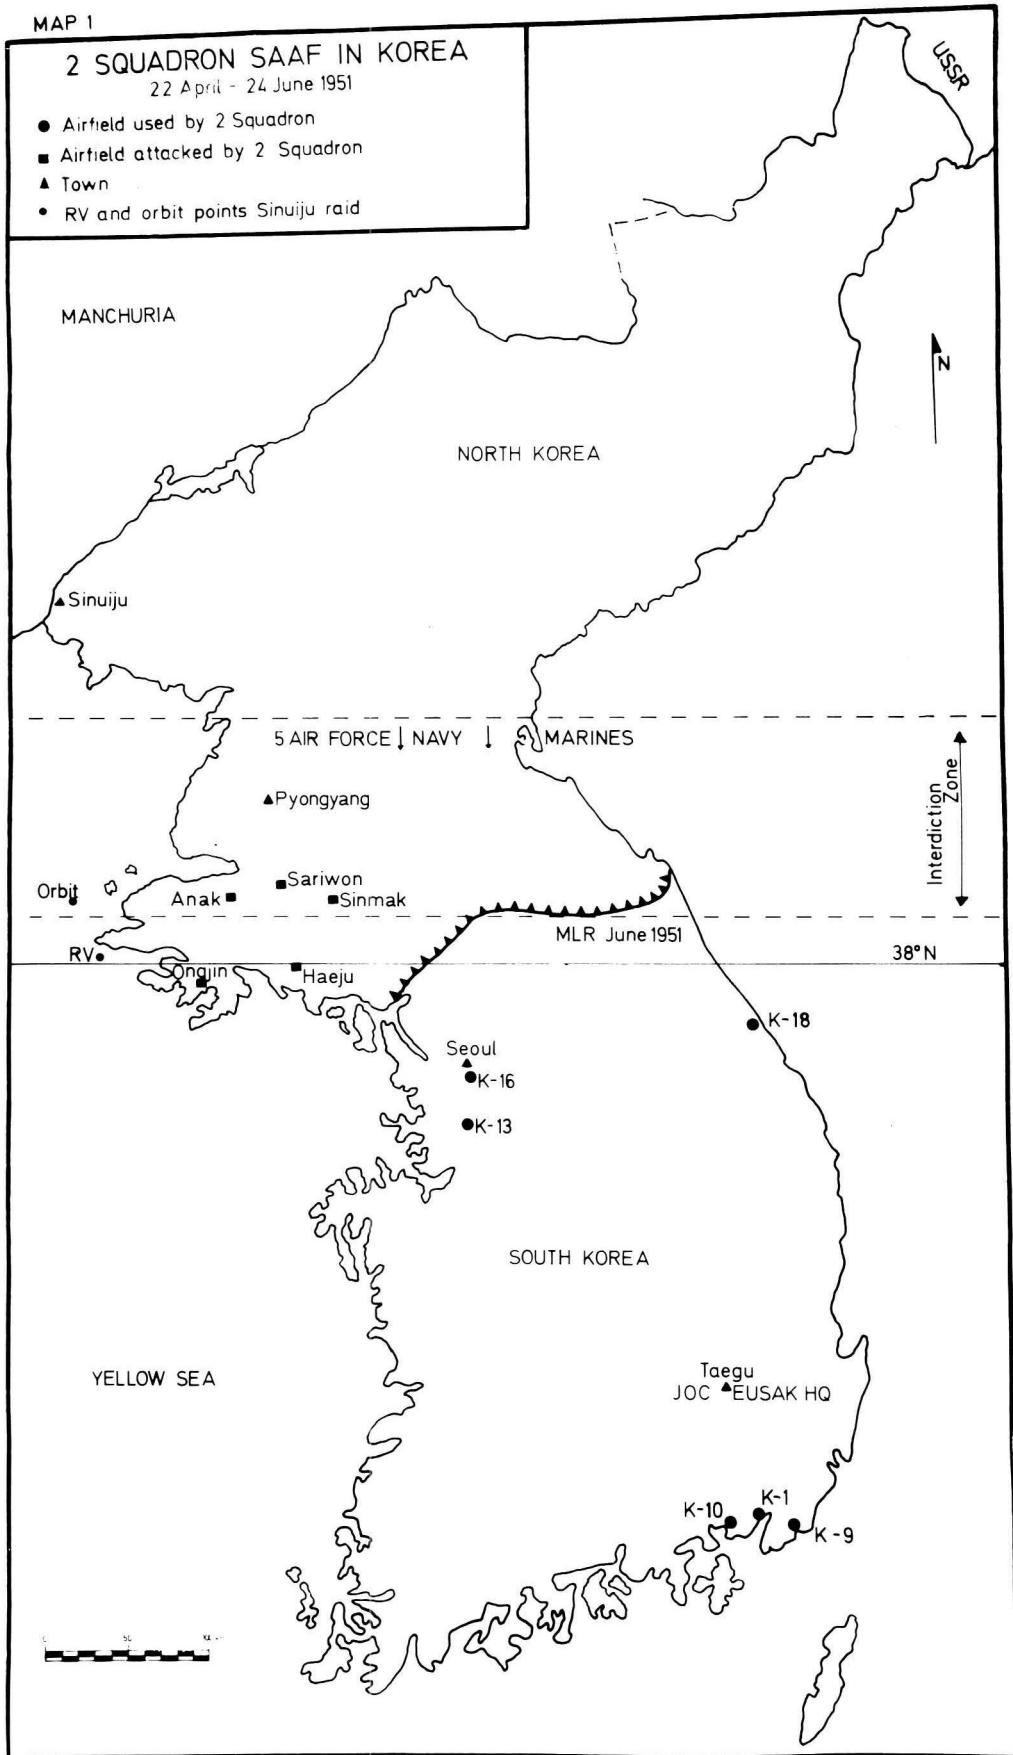 MAP 1
2 SQUADRON SAAF IN KOREA
22 April - 24 June 1951
Airfield used by 2 Squadron
Airfield attacked by 2 Squadron
Town
RV and orbit points Sinuiju raid
USSR
MANCHURIA
N
NORTH KOREA
Sinuiju
5 AIR FORCE NAVY MARINES
Interdiction
Zone
Pyongyang
Sariwon
Orbit
Anak
Sinmak
MLR June 1951
RV
38°N
Ongjin
Haeju
K-18
Seoul
K-16
K-13
SOUTH KOREA
YELLOW SEA
Taegu
JOC EUSAK HQ
K-10
K-1
K-9
50